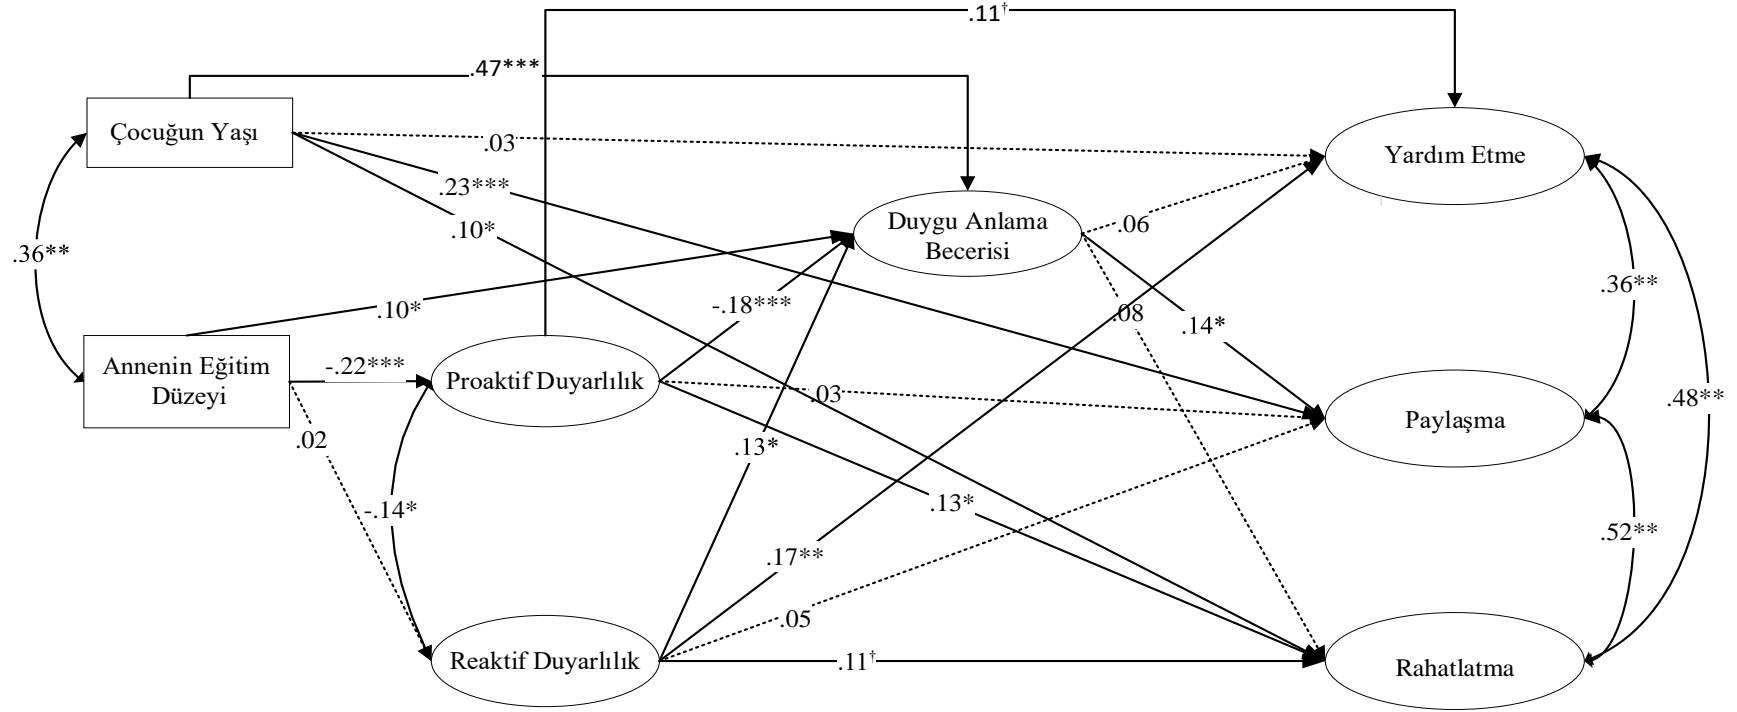 .11†
.47***
Çocuğun Yaşı
.03
Yardım Etme
.23***
.10*
Duygu Anlama
Becerisi
.06
.36**
.36**
.10*
-.18***
.08
.14*
Annenin Eğitim
Düzeyi
-.22***
Proaktif Duyarlılık
.03
.48**
Paylaşma
.02
.13*
-.14*
.13*
.52**
.17**
.05
Reaktif Duyarlılık
.11†
Rahatlatma